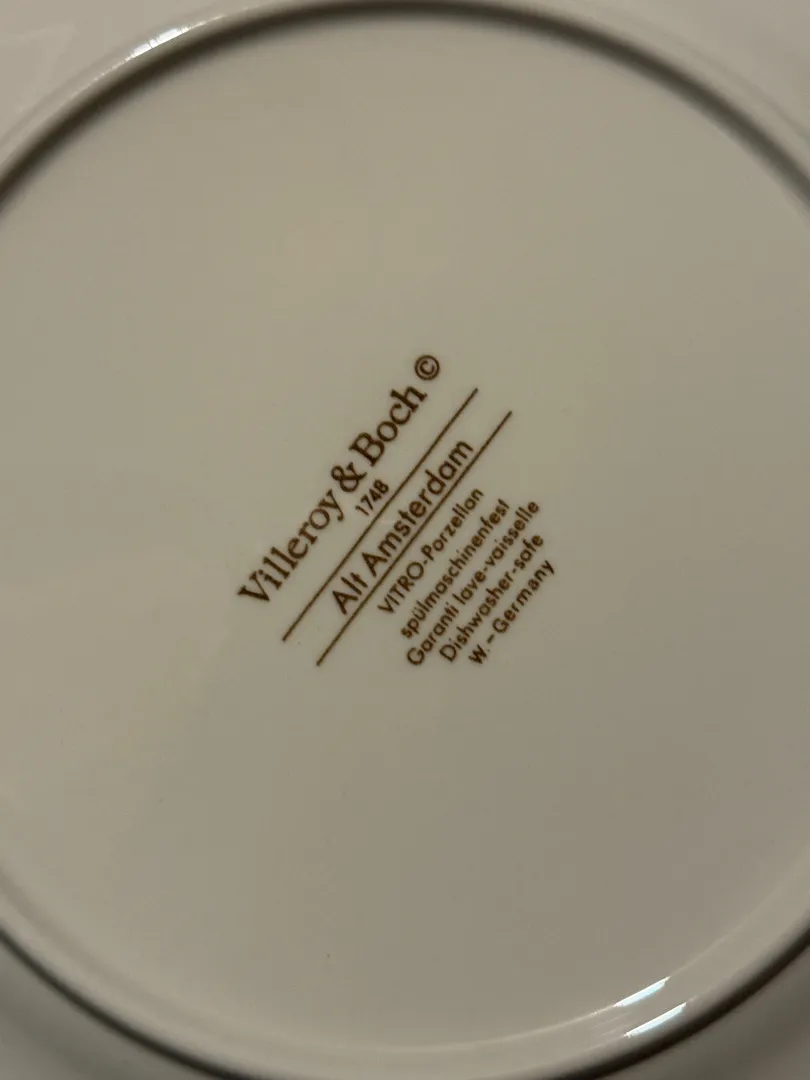 Villeroy & Boch ©
1748
Alt Amsterdam
VITRO-Porzellan
spülmaschinenfest
Garanti lave-vaisselle
Dishwasher-safe
W.-Germany